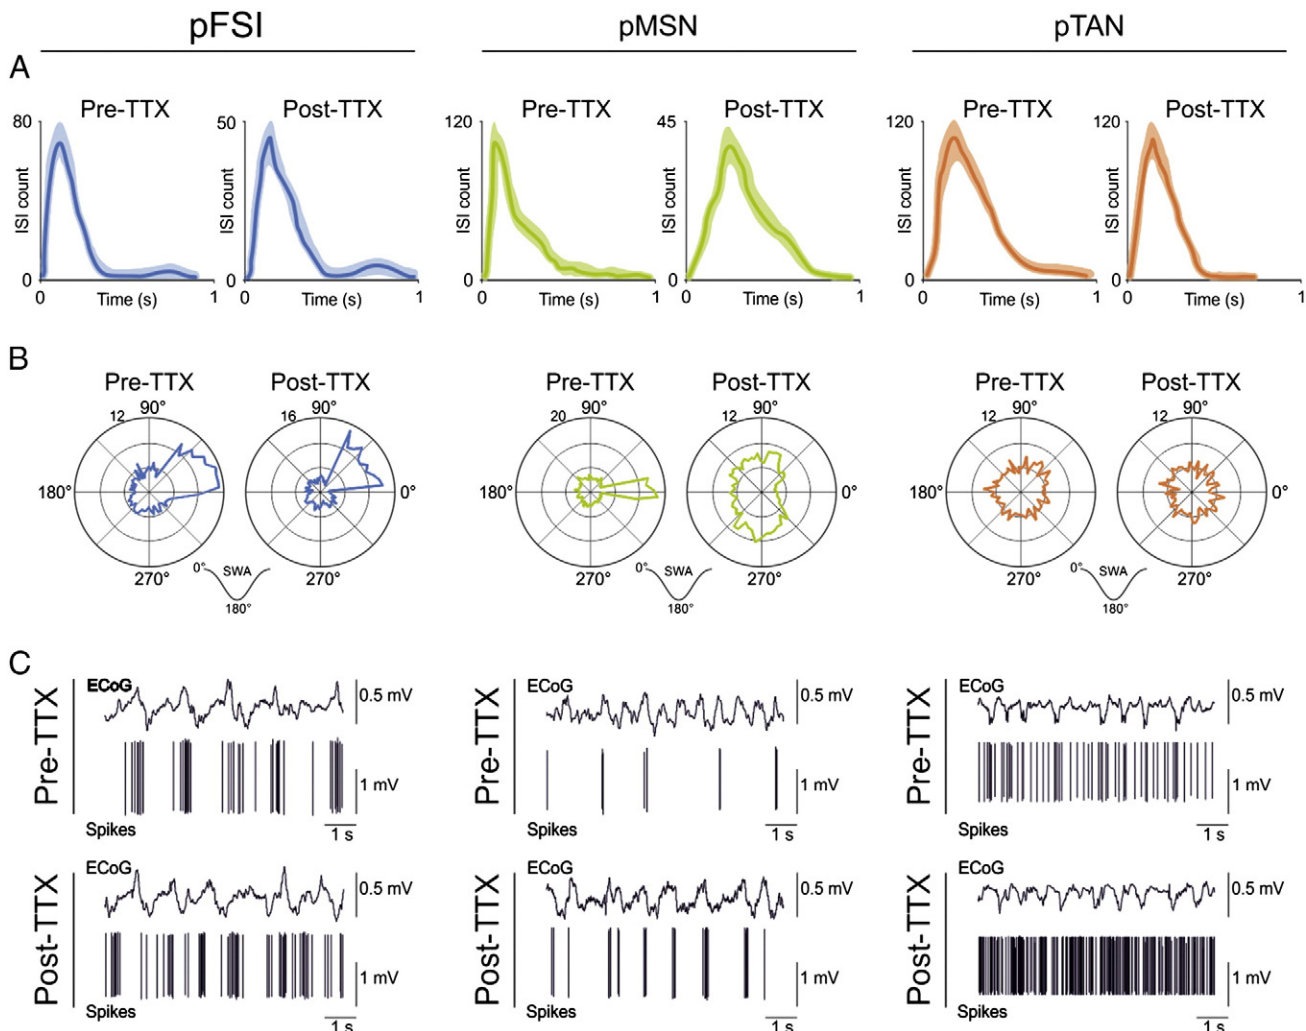 pFSI pMSN pTAN
A
Pre-TTX Post-TTX Pre-TTX Post-TTX Pre-TTX Post-TTX
80 50 120 45 120 120
ISI count ISI count ISI count ISI count ISI count ISI count
0 0 0 0 0 0
0 Time (s) 1 0 Time (s) 1 0 Time (s) 1 0 Time (s) 1 0 Time (s) 1 0 Time (s) 1
B
Pre-TTX Post-TTX Pre-TTX Post-TTX Pre-TTX Post-TTX
12 90° 16 90° 20 90° 12 90° 12 90° 12 90°
180° 0° 180° 0° 180° 0°
270° 270° 270° 270° 270° 270°
0° SWA 0° SWA 0° SWA
180° 180° 180°
C
Pre-TTX Pre-TTX Pre-TTX
ECoG ECoG ECoG
0.5 mV 0.5 mV 0.5 mV
1 mV 1 mV 1 mV
Spikes 1 s Spikes 1 s Spikes 1 s
Post-TTX Post-TTX Post-TTX
ECoG ECoG ECoG
0.5 mV 0.5 mV 0.5 mV
1 mV 1 mV 1 mV
Spikes 1 s Spikes 1 s Spikes 1 s